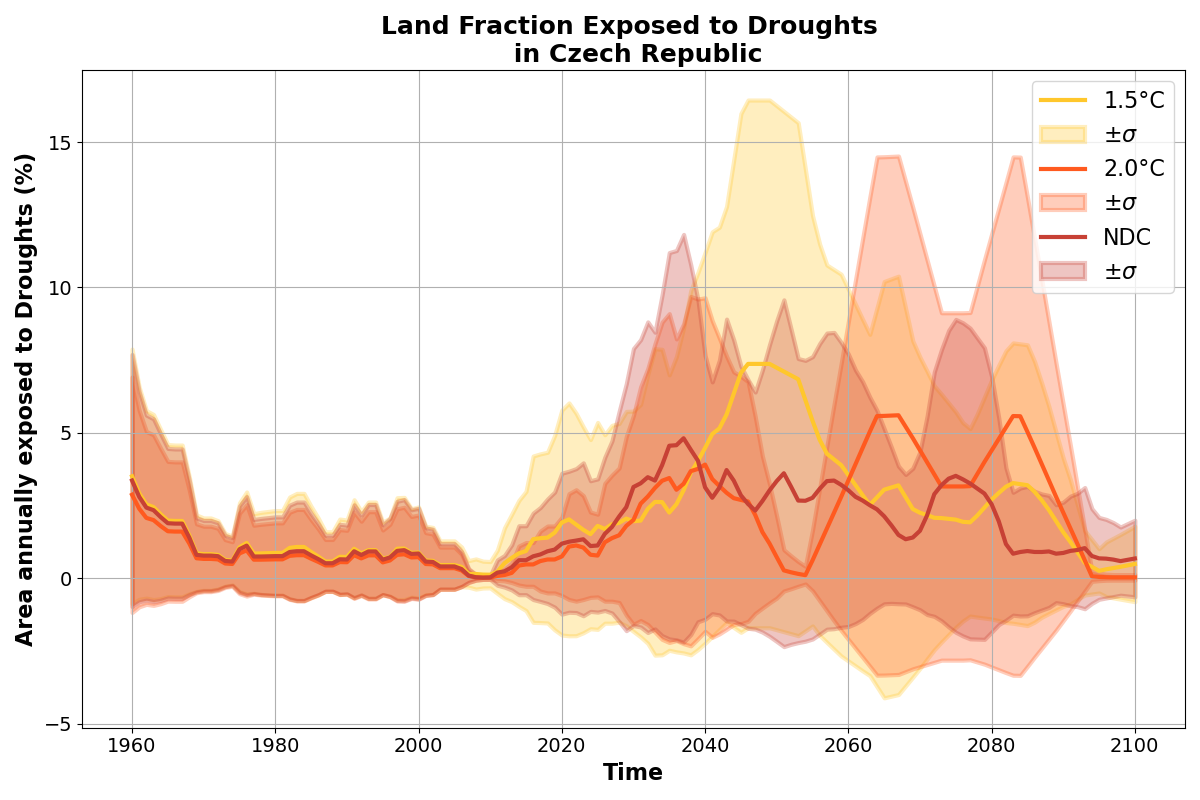 Land Fraction Exposed to Droughts
in Czech Republic
Area annually exposed to Droughts (%)
15
10
5
0
−5
1.5°C
±σ
2.0°C
±σ
NDC
±σ
1960 1980 2000 2020 2040 2060 2080 2100
Time